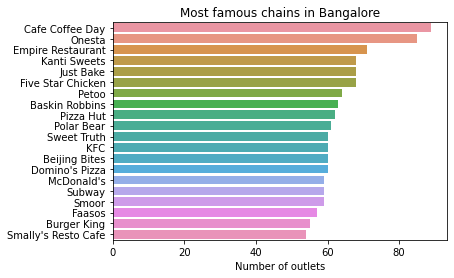 Most famous chains in Bangalore
Cafe Coffee Day
Onesta
Empire Restaurant
Kanti Sweets
Just Bake
Five Star Chicken
Petoo
Baskin Robbins
Pizza Hut
Polar Bear
Sweet Truth
KFC
Beijing Bites
Domino's Pizza
McDonald's
Subway
Smoor
Faasos
Burger King
Smally's Resto Cafe
0 20 40 60 80
Number of outlets